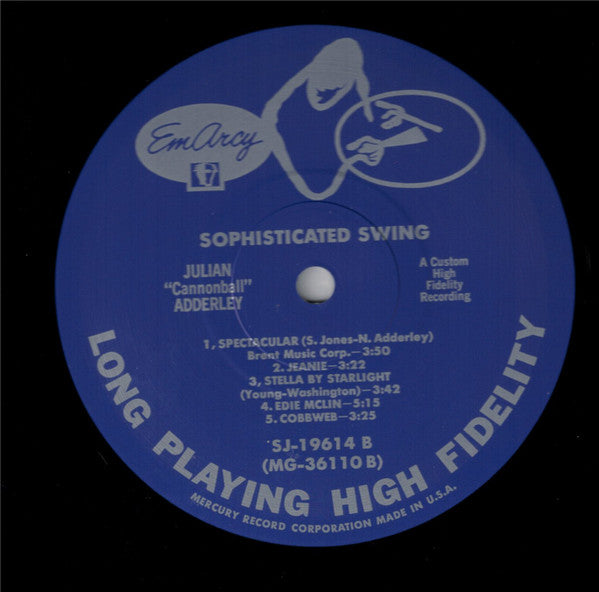 EmArcy
SOPHISTICATED SWING
JULIAN
"Cannonball"
ADDERLEY
A Custom
High
Fidelity
Recording
1, SPECTACULAR (S. Jones-N. Adderley)
Brent Music Corp.—3:50
2. JEANIE—3:22
3, STELLA BY STARLIGHT
(Young-Washington)—3:42
4. EDIE MCLIN—5:15
5. COBBWEB—3:25
SJ-19614 B
(MG-36110 B)
LONG PLAYING HIGH FIDELITY
MERCURY RECORD CORPORATION MADE IN U.S.A.